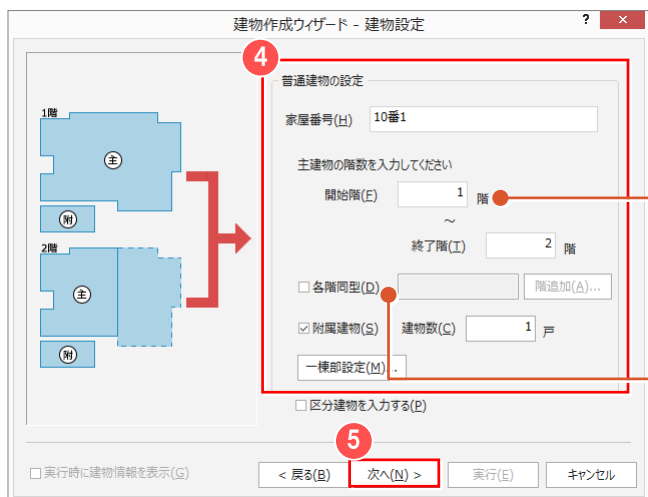 建物作成ウィザード - 建物設定
? ×
4
普通建物の設定
家屋番号(H) 10番1
主建物の階数を入力してください
開始階(F) 1 階
～
終了階(T) 2 階
各階同型(D) 階追加(A)...
附属建物(S) 建物数(C) 1 戸
一棟部設定(M)...
区分建物を入力する(P)
1階
主
附
2階
主
附
5
実行時に建物情報を表示(G) < 戻る(B) 次へ(N) > 実行(E) キャンセル